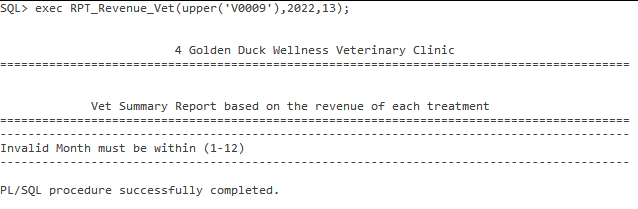 SQL> exec RPT_Revenue_Vet(upper('V0009'),2022,13);
4 Golden Duck Wellness Veterinary Clinic
==========================================================================================
Vet Summary Report based on the revenue of each treatment
==========================================================================================
------------------------------------------------------------------------------------------
Invalid Month must be within (1-12)
------------------------------------------------------------------------------------------
PL/SQL procedure successfully completed.